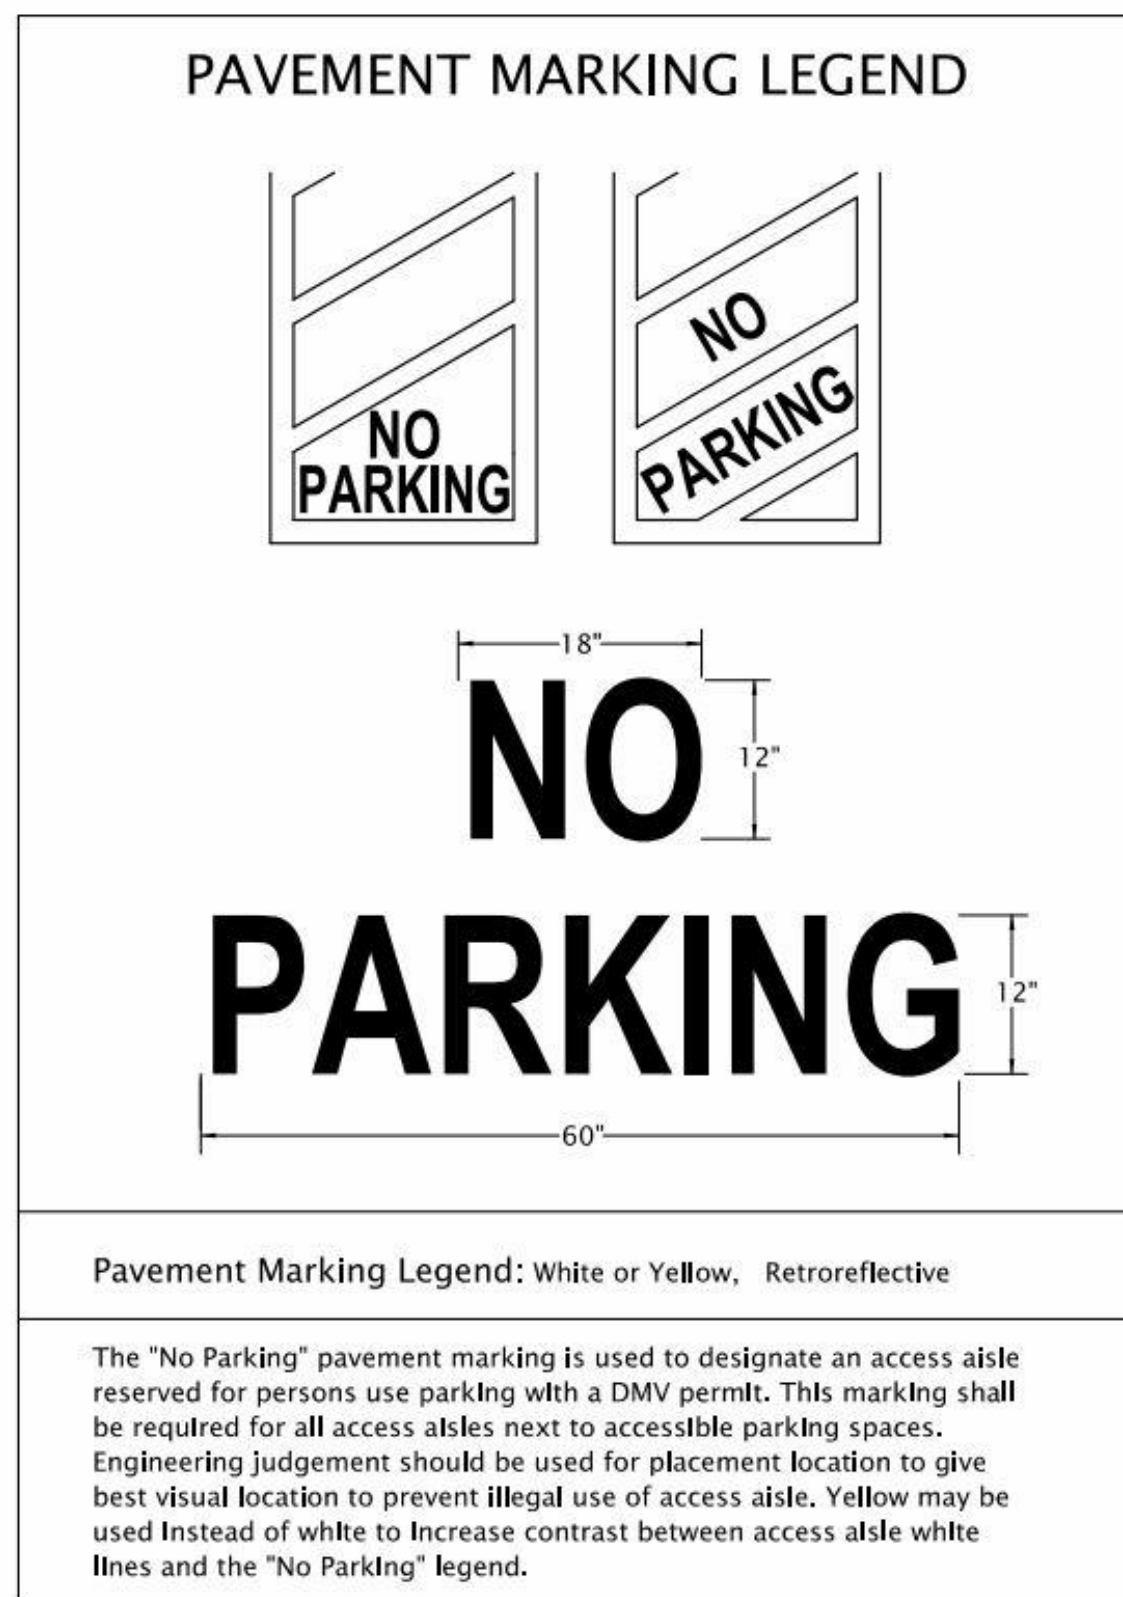 PAVEMENT MARKING LEGEND
NO
PARKING
NO
PARKING
18"
NO
12"
PARKING
12"
60"
Pavement Marking Legend: White or Yellow, Retroreflective
The "No Parking" pavement marking is used to designate an access aisle
reserved for persons use parking with a DMV permit. This marking shall
be required for all access aisles next to accessible parking spaces.
Engineering judgement should be used for placement location to give
best visual location to prevent illegal use of access aisle. Yellow may be
used instead of white to increase contrast between access aisle white
lines and the "No Parking" legend.